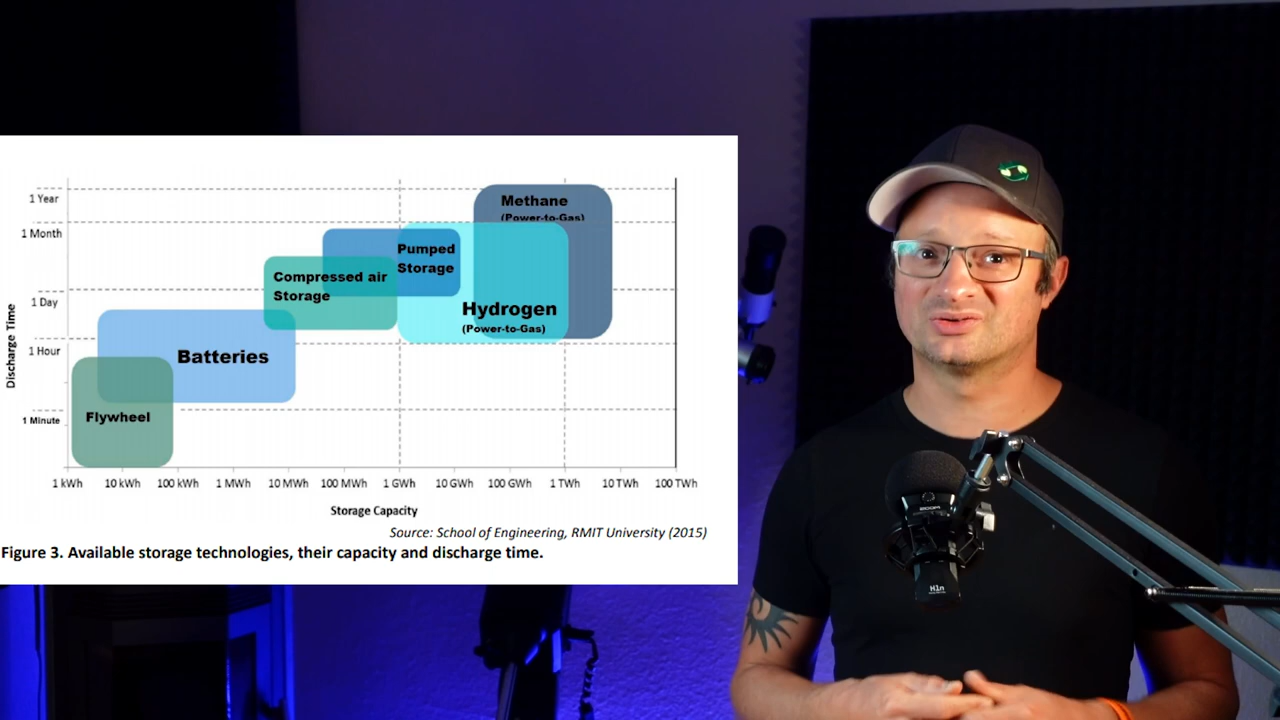 1 Year
1 Month
1 Day
1 Hour
1 Minute
Discharge Time
Methane
(Power-to-Gas)
Pumped
Storage
Compressed air
Storage
Hydrogen
(Power-to-Gas)
Batteries
Flywheel
1 kWh 10 kWh 100 kWh 1 MWh 10 MWh 100 MWh 1 GWh 10 GWh 100 GWh 1 TWh 10 TWh 100 TWh
Storage Capacity
Source: School of Engineering, RMIT University (2015)
Figure 3. Available storage technologies, their capacity and discharge time.
ZOOM
H1n